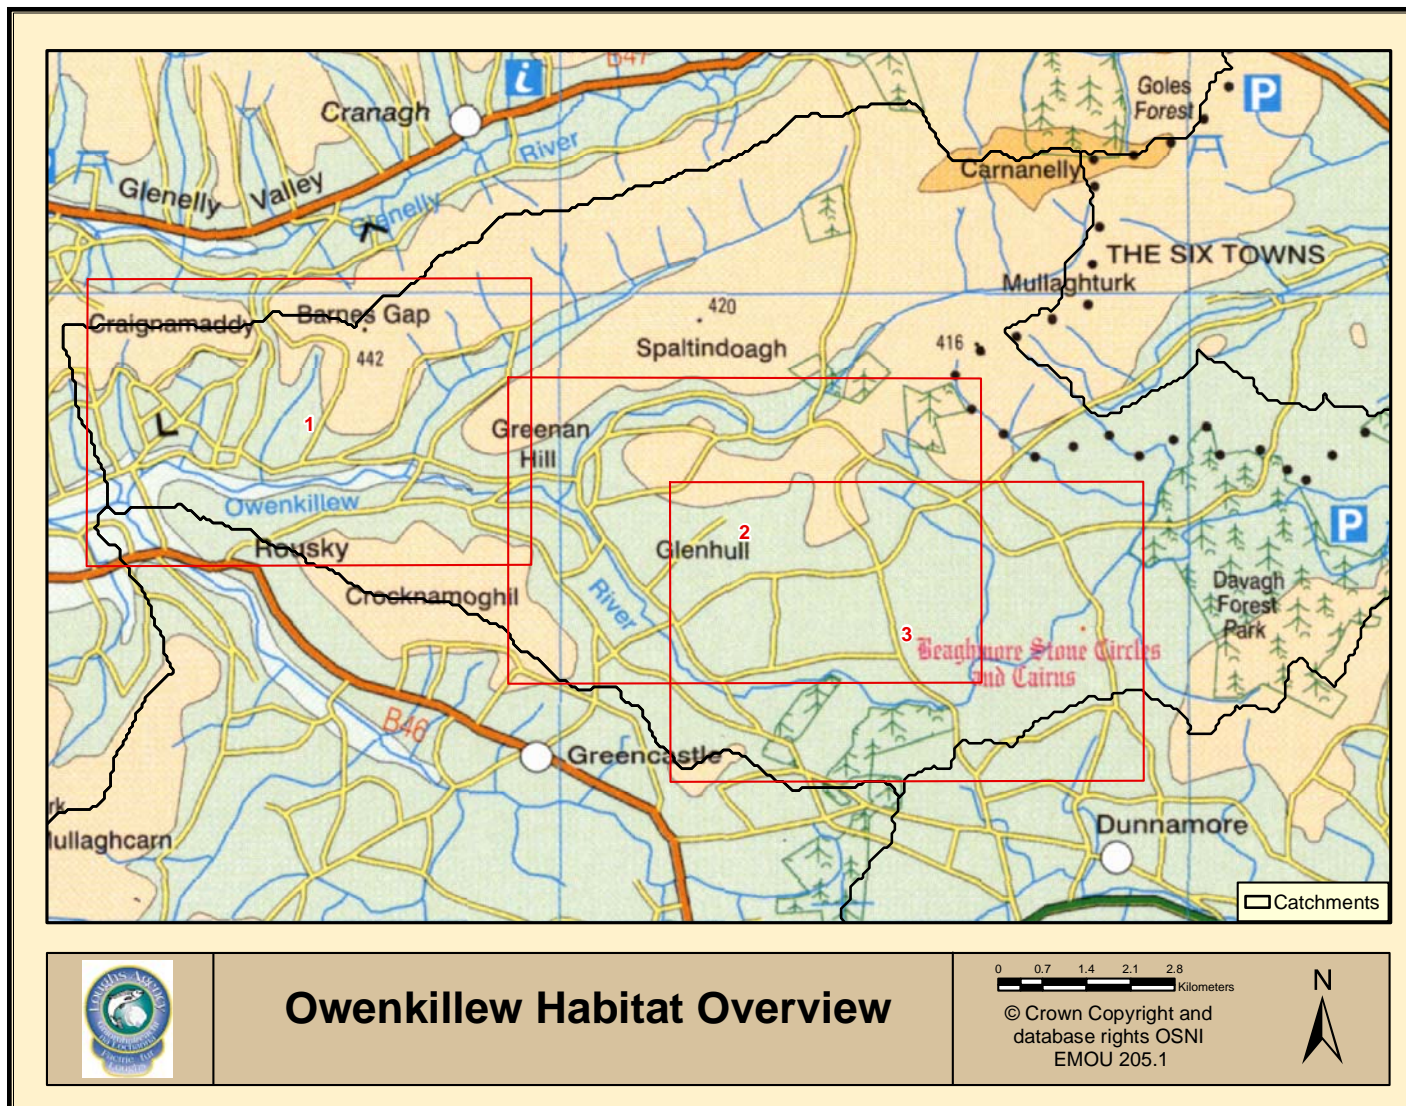 B47
Cranagh
Goles
Forest
P
i
River
Glenelly
Valley
Glenelly
Carnanelly
THE SIX TOWNS
Mullaghturk
Craignamaddy
Barnes Gap
442
420
Spaltindoagh
416
1
Greenan
Hill
Owenkillew
2
Glenhull
Rousky
P
Crocknamoghil
River
Davagh
Forest
Park
3
Beaghmore Stone Circles
and Cairns
B46
Greencastle
rk
Mullaghcarn
Dunnamore
Catchments
Loughs Agency
Owenkillew Habitat Overview
0 0.7 1.4 2.1 2.8
Kilometers
© Crown Copyright and
database rights OSNI
EMOU 205.1
N